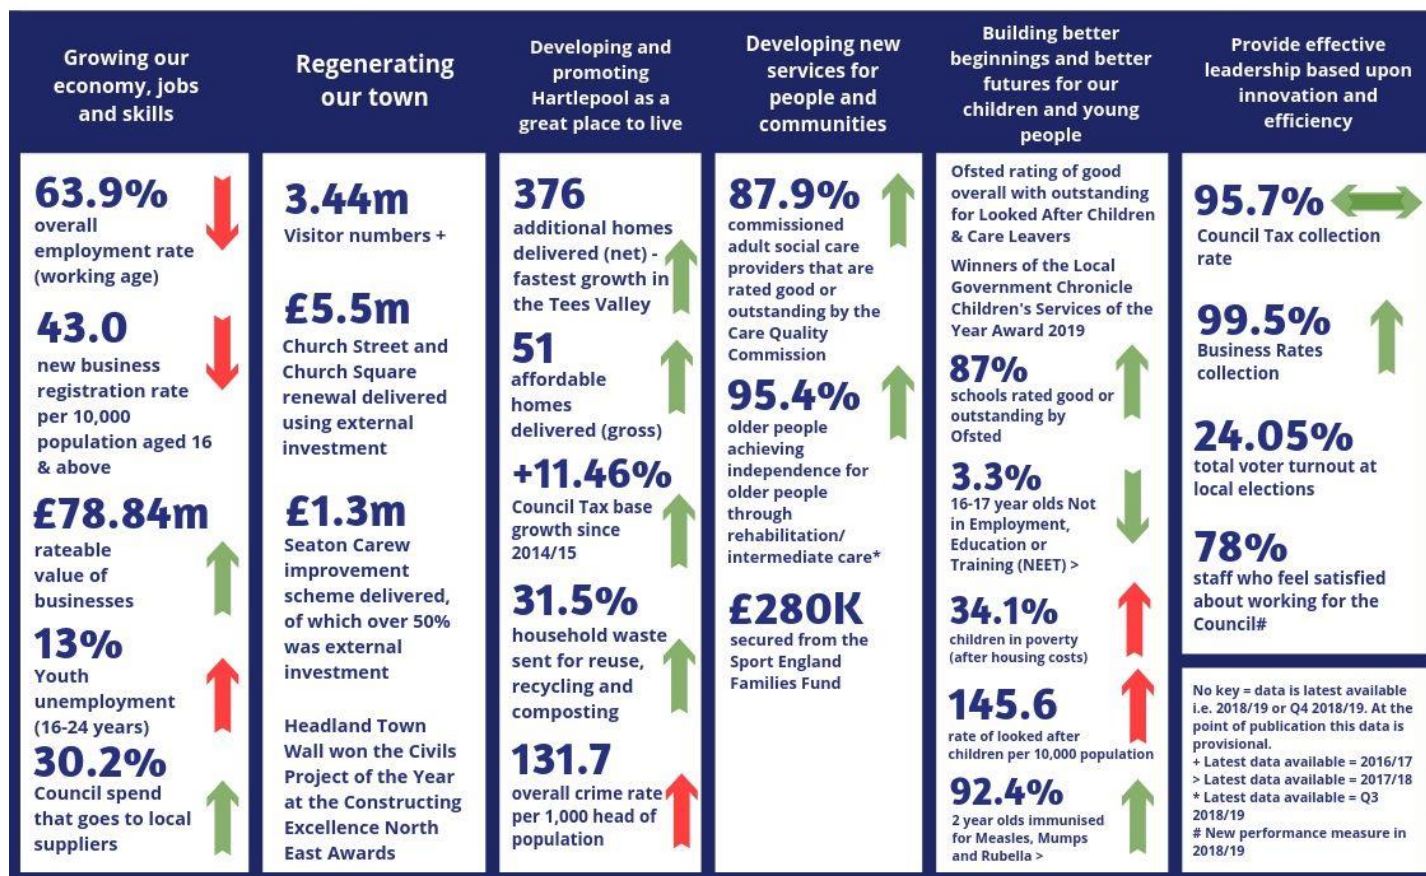 Growing our
economy, jobs
and skills
63.9%
overall
employment rate
(working age)
43.0
new business
registration rate
per 10,000
population aged 16
& above
£78.84m
rateable
value of
businesses
13%
Youth
unemployment
(16-24 years)
30.2%
Council spend
that goes to local
suppliers
Regenerating
our town
3.44m
Visitor numbers +
£5.5m
Church Street and
Church Square
renewal delivered
using external
investment
£1.3m
Seaton Carew
improvement
scheme delivered,
of which over 50%
was external
investment
Headland Town
Wall won the Civils
Project of the Year
at the Constructing
Excellence North
East Awards
Developing and
promoting
Hartlepool as a
great place to live
376
additional homes
delivered (net) -
fastest growth in
the Tees Valley
51
affordable
homes
delivered (gross)
+11.46%
Council Tax base
growth since
2014/15
31.5%
household waste
sent for reuse,
recycling and
composting
131.7
overall crime rate
per 1,000 head of
population
Developing new
services for
people and
communities
87.9%
commissioned
adult social care
providers that are
rated good or
outstanding by the
Care Quality
Commission
95.4%
older people
achieving
independence for
older people
through
rehabilitation/
intermediate care*
£280K
secured from the
Sport England
Families Fund
Building better
beginnings and better
futures for our
children and young
people
Ofsted rating of good
overall with outstanding
for Looked After Children
& Care Leavers
Winners of the Local
Government Chronicle
Children's Services of the
Year Award 2019
87%
schools rated good or
outstanding by
Ofsted
3.3%
16-17 year olds Not
in Employment,
Education or
Training (NEET) >
34.1%
children in poverty
(after housing costs)
145.6
rate of looked after
children per 10,000 population
92.4%
2 year olds immunised
for Measles, Mumps
and Rubella >
Provide effective
leadership based upon
innovation and
efficiency
95.7%
Council Tax collection
rate
99.5%
Business Rates
collection
24.05%
total voter turnout at
local elections
78%
staff who feel satisfied
about working for the
Council#
No key = data is latest available
i.e. 2018/19 or Q4 2018/19. At the
point of publication this data is
provisional.
+ Latest data available = 2016/17
> Latest data available = 2017/18
* Latest data available = Q3
2018/19
# New performance measure in
2018/19